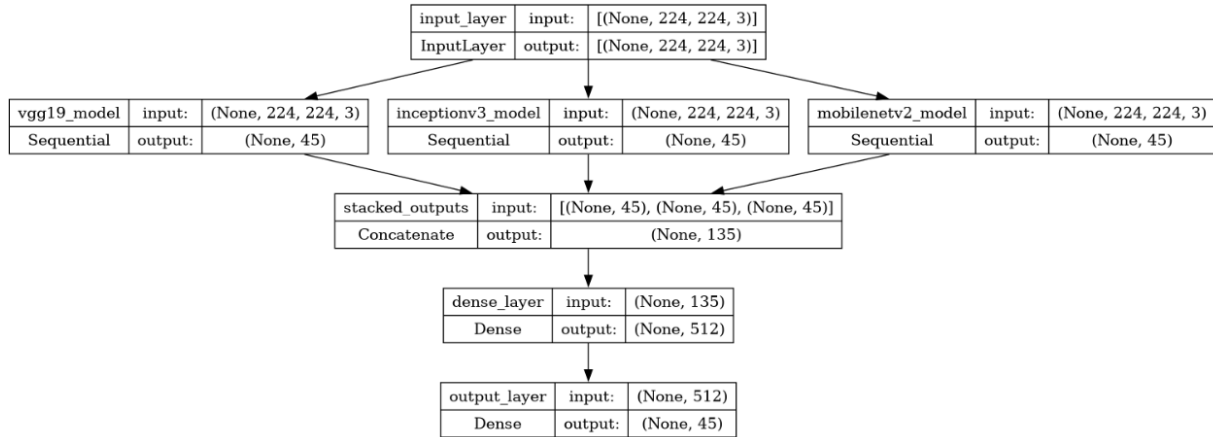 input_layer input: [(None, 224, 224, 3)]
InputLayer output: [(None, 224, 224, 3)]
vgg19_model input: (None, 224, 224, 3)
Sequential output: (None, 45)
inceptionv3_model input: (None, 224, 224, 3)
Sequential output: (None, 45)
mobilenetv2_model input: (None, 224, 224, 3)
Sequential output: (None, 45)
stacked_outputs input: [(None, 45), (None, 45), (None, 45)]
Concatenate output: (None, 135)
dense_layer input: (None, 135)
Dense output: (None, 512)
output_layer input: (None, 512)
Dense output: (None, 45)